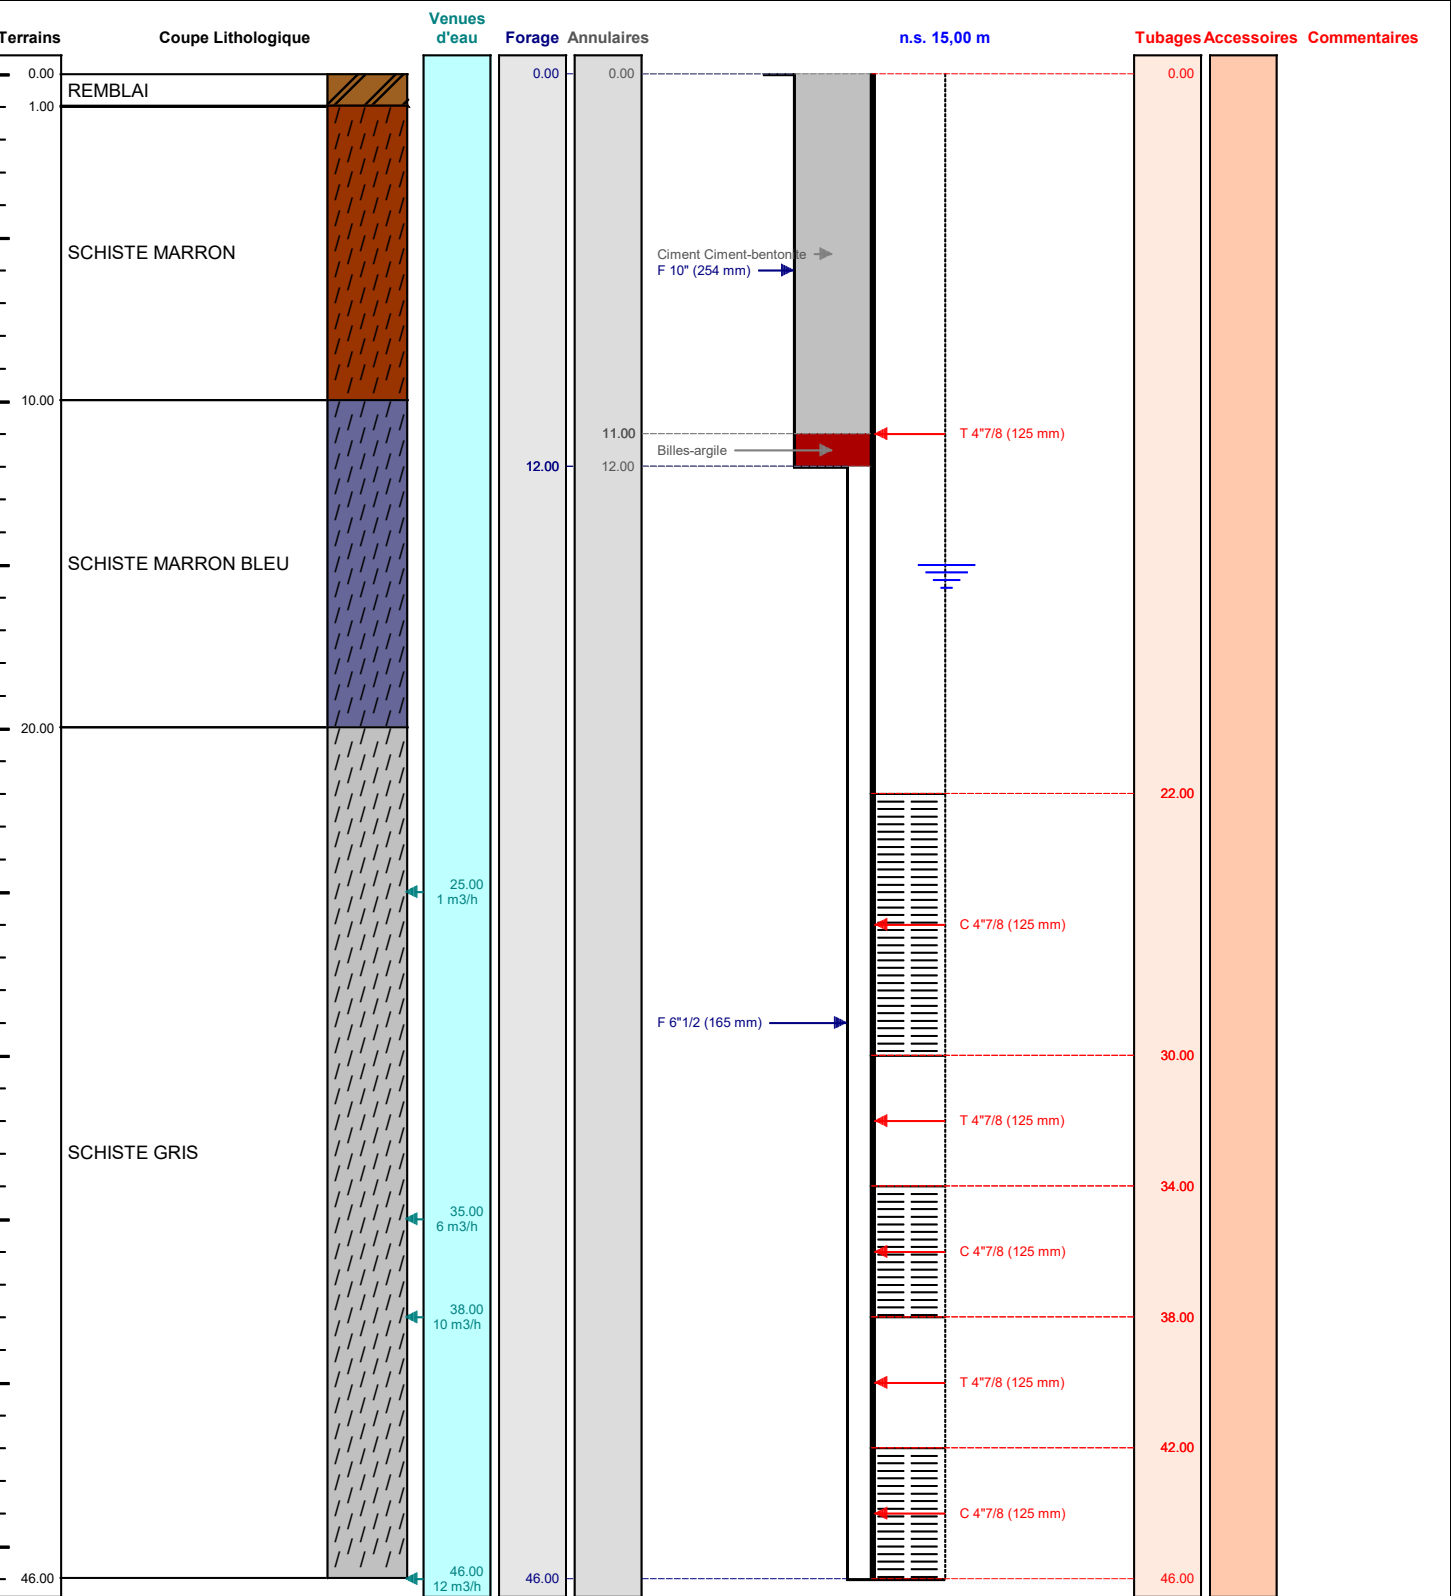 Terrains
Coupe Lithologique
Venues
d'eau
Forage
Annulaires
n.s. 15,00 m
Tubages
Accessoires
Commentaires
0.00
0.00
0.00
0.00
REMBLAI
1.00
SCHISTE MARRON
Ciment Ciment-bentonite
F 10" (254 mm)
10.00
11.00
T 4"7/8 (125 mm)
Billes-argile
12.00
12.00
SCHISTE MARRON BLEU
20.00
22.00
25.00
1 m3/h
C 4"7/8 (125 mm)
F 6"1/2 (165 mm)
30.00
T 4"7/8 (125 mm)
SCHISTE GRIS
34.00
35.00
6 m3/h
C 4"7/8 (125 mm)
38.00
10 m3/h
38.00
T 4"7/8 (125 mm)
42.00
C 4"7/8 (125 mm)
46.00
46.00
12 m3/h
46.00
46.00